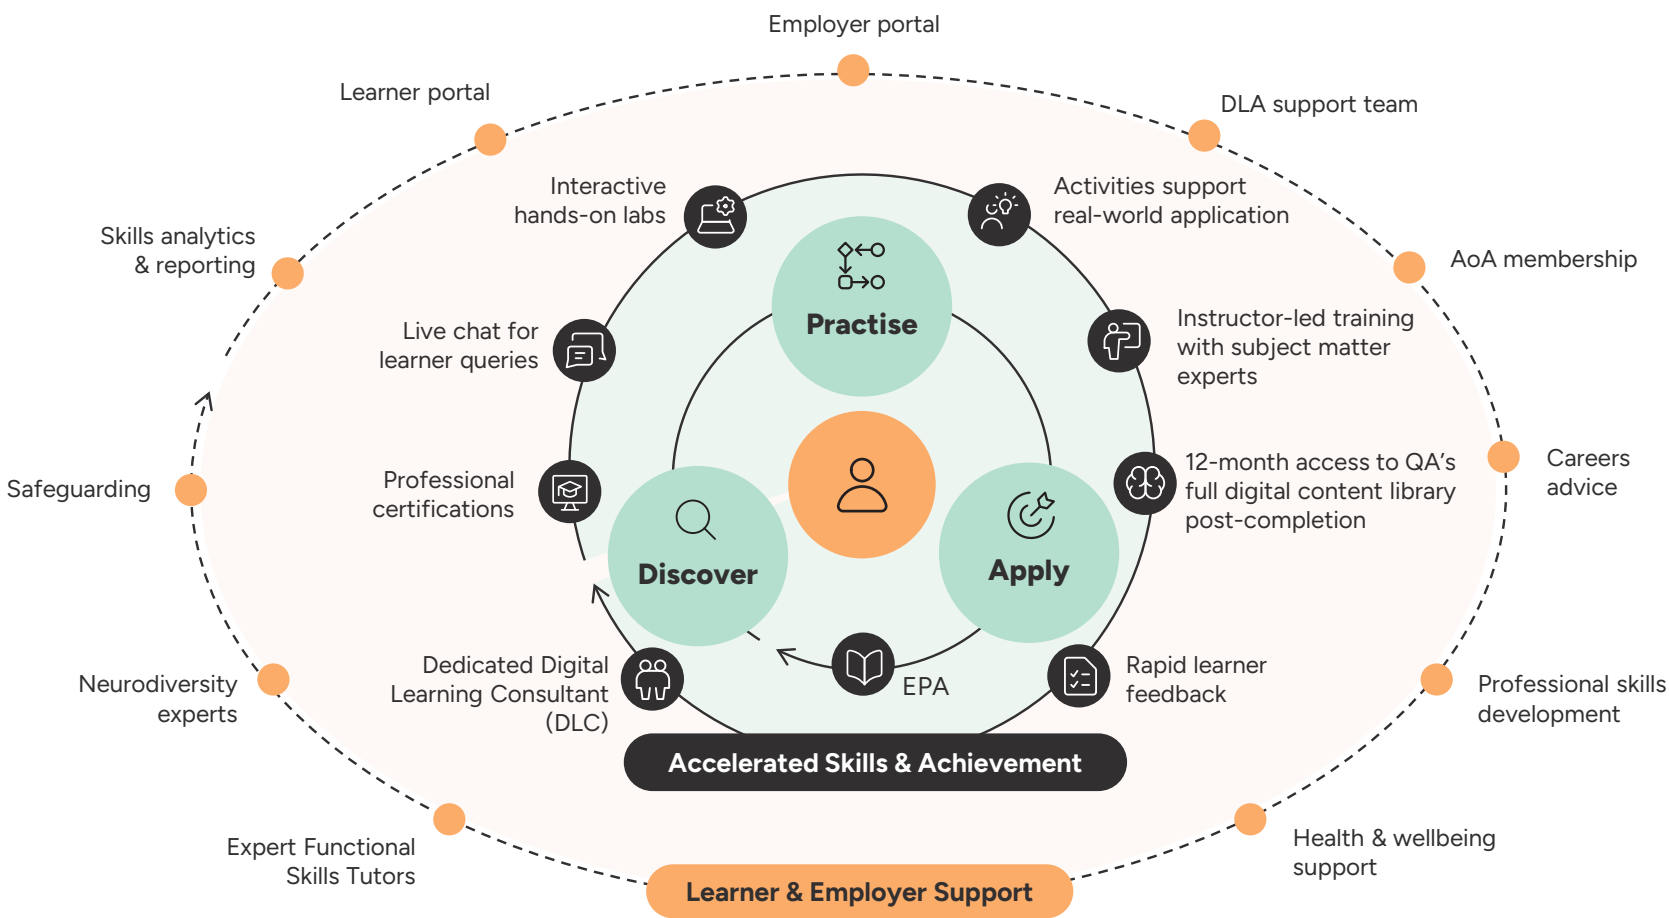 Employer portal
Learner portal
DLA support team
Interactive
hands-on labs
Activities support
real-world application
Skills analytics
& reporting
AoA membership
Practise
Live chat for
learner queries
Instructor-led training
with subject matter
experts
Professional
certifications
12-month access to QA’s
full digital content library
post-completion
Careers
advice
Safeguarding
Discover
Apply
Dedicated Digital
Learning Consultant
(DLC)
EPA
Rapid learner
feedback
Neurodiversity
experts
Professional skills
development
Accelerated Skills & Achievement
Expert Functional
Skills Tutors
Health & wellbeing
support
Learner & Employer Support